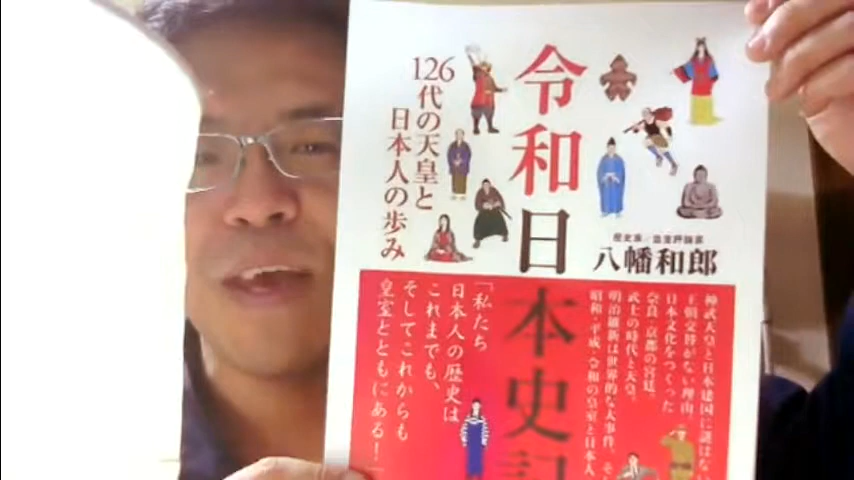 令和日本史記
126代の天皇と
日本人の歩み
歴史家／評論家
八幡和郎
神武天皇と日本建国に謎はない
王朝交替がない理由、
日本文化をつくった
奈良、京都の宮廷。
武士の時代と天皇。
明治維新は世界的な大事件。そ
昭和・平成・令和の皇室と日本人
「私たち
日本人の歴史は
これまでも、
そしてこれからも
皇室とともにある！」